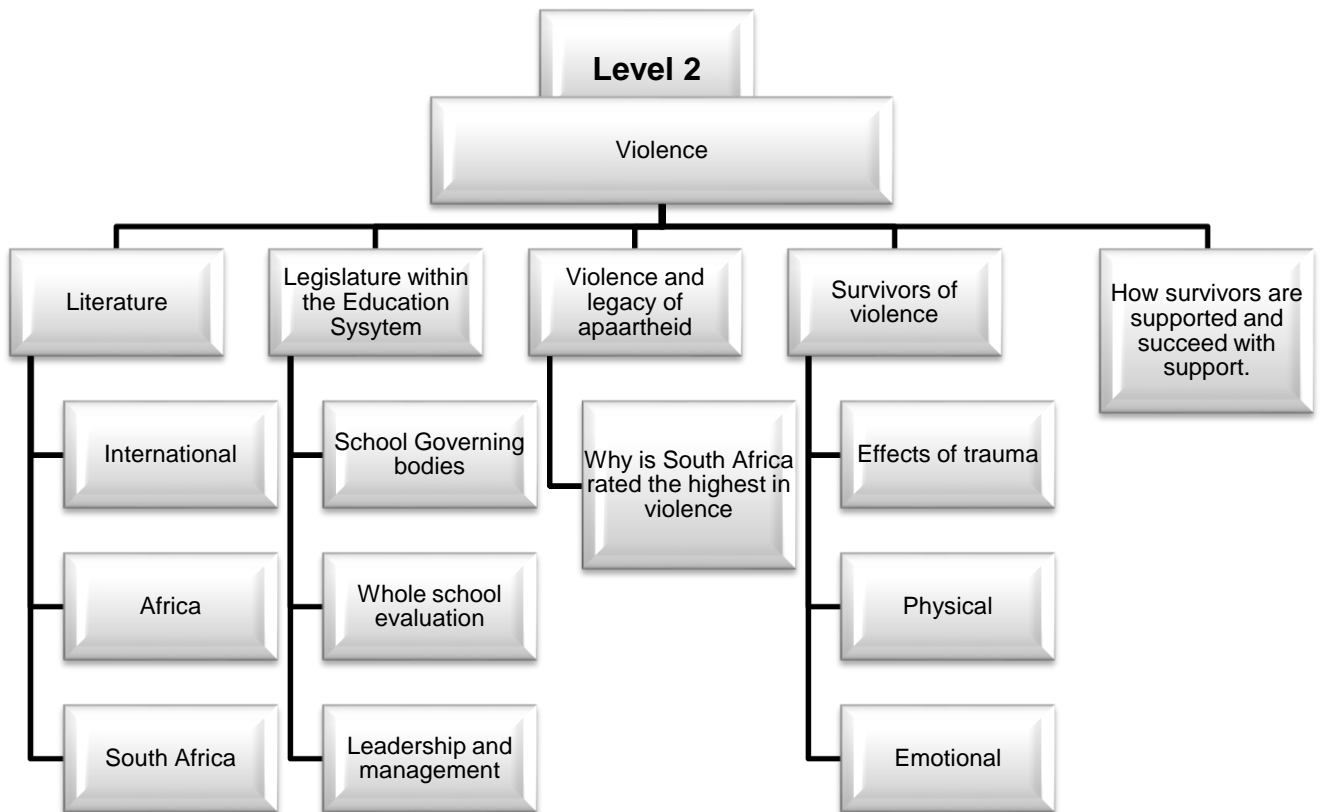 Level 2
Violence
Literature
International
Africa
South Africa
Legislature within
the Education
Sysytem
School Governing
bodies
Whole school
evaluation
Leadership and
management
Violence and
legacy of
apaartheid
Why is South Africa
rated the highest in
violence
Survivors of
violence
Effects of trauma
Physical
Emotional
How survivors are
supported and
succeed with
support.